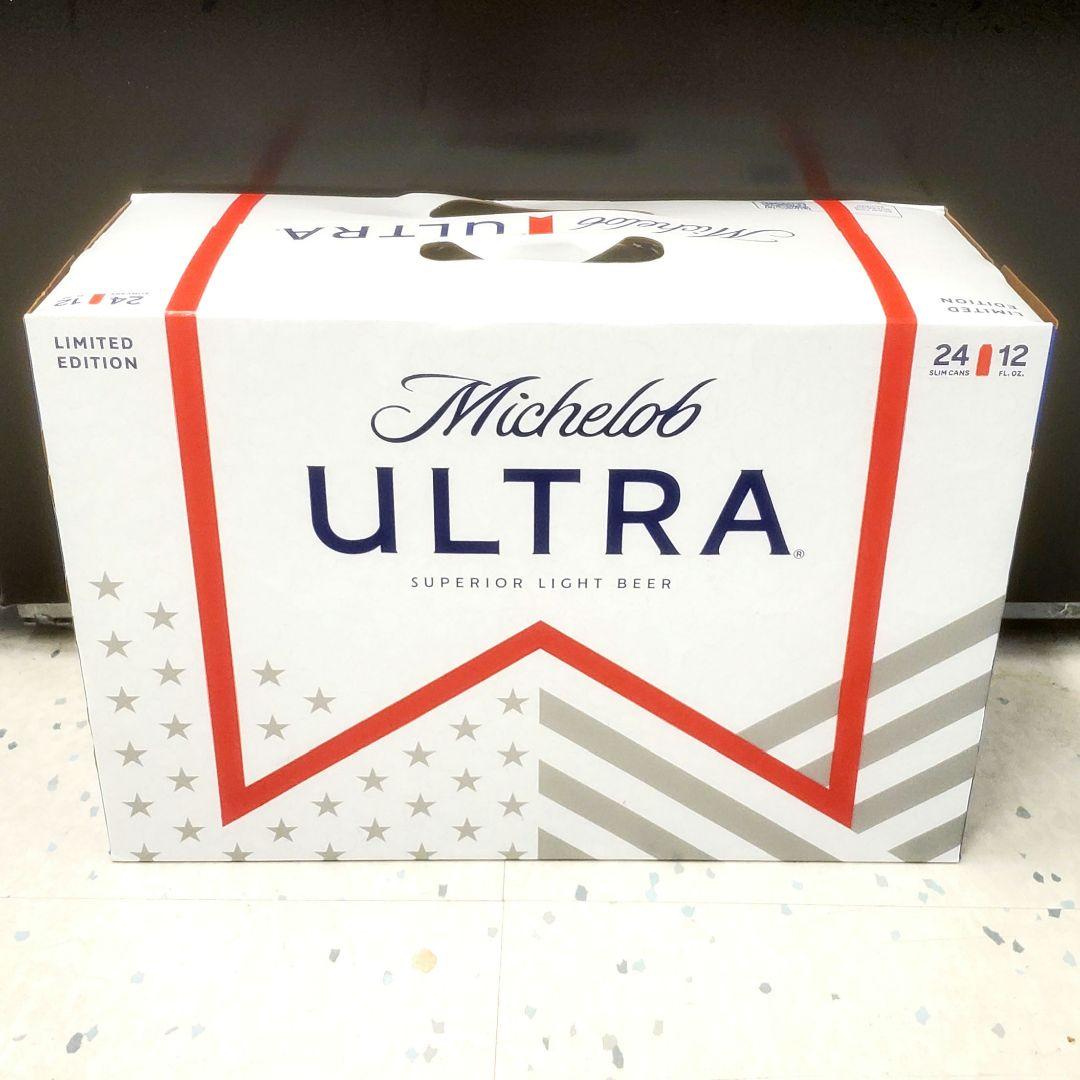 Michelob ULTRA
24 12
LIMITED
EDITION
LIMITED
EDITION
24 12
SLIM CANS FL. OZ.
Michelob
ULTRA®
SUPERIOR LIGHT BEER